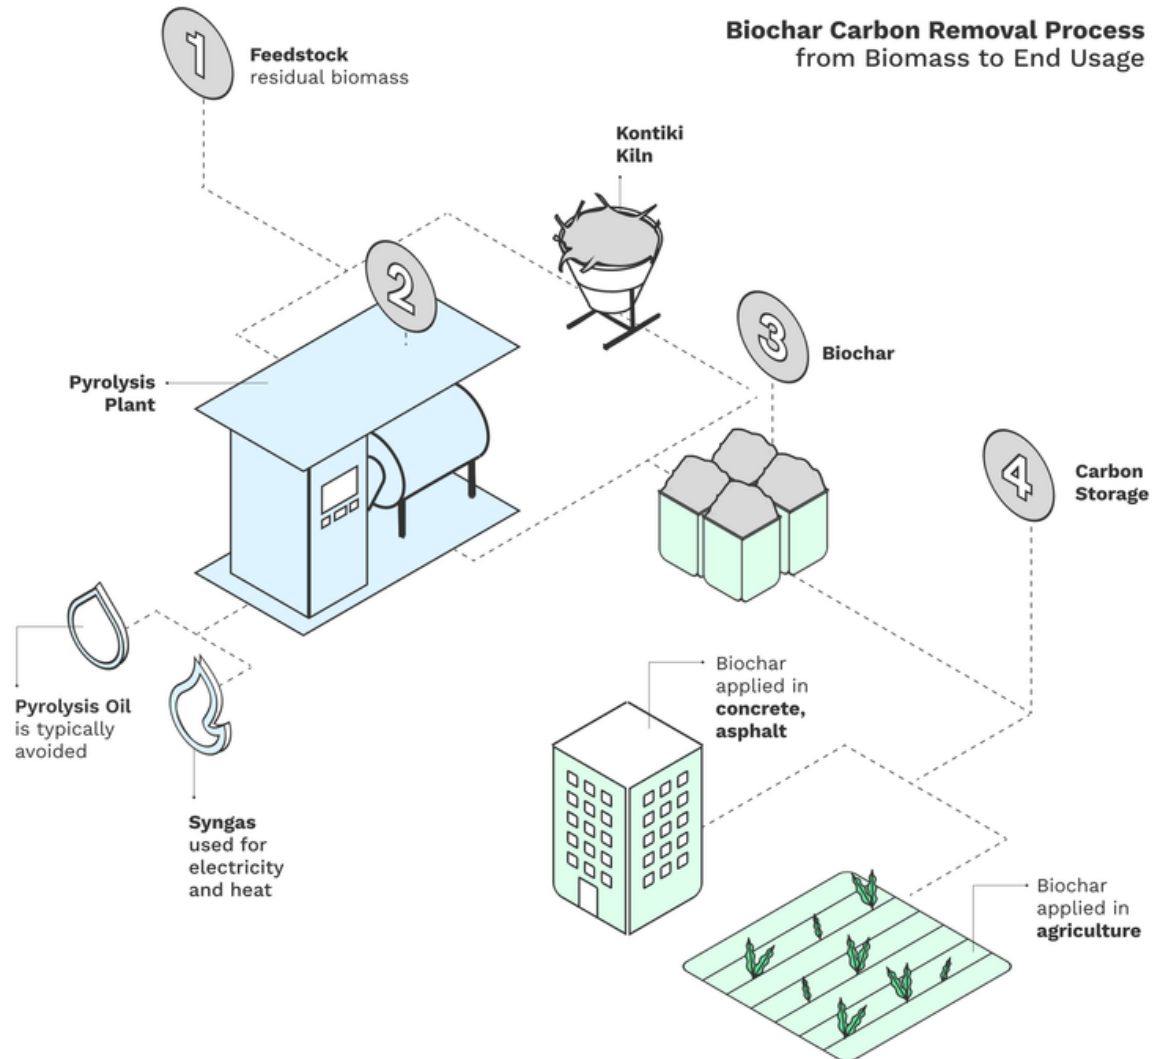 Biochar Carbon Removal Process
from Biomass to End Usage
1
Feedstock
residual biomass
Kontiki
Kiln
2
Pyrolysis
Plant
3
Biochar
4
Carbon
Storage
Pyrolysis Oil
is typically
avoided
Syngas
used for
electricity
and heat
Biochar
applied in
concrete,
asphalt
Biochar
applied in
agriculture